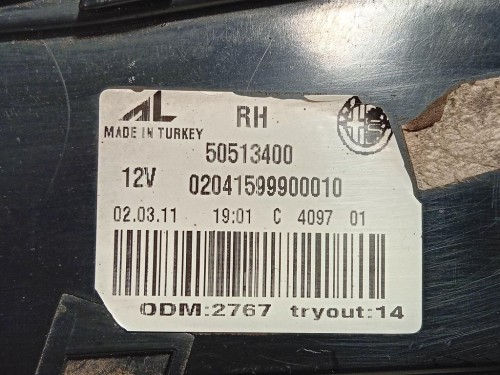 AL RH
MADE IN TURKEY
50513400
12V 02041599900010
02.03.11 19:01 C 4097 01
ODM:2767 tryout:14